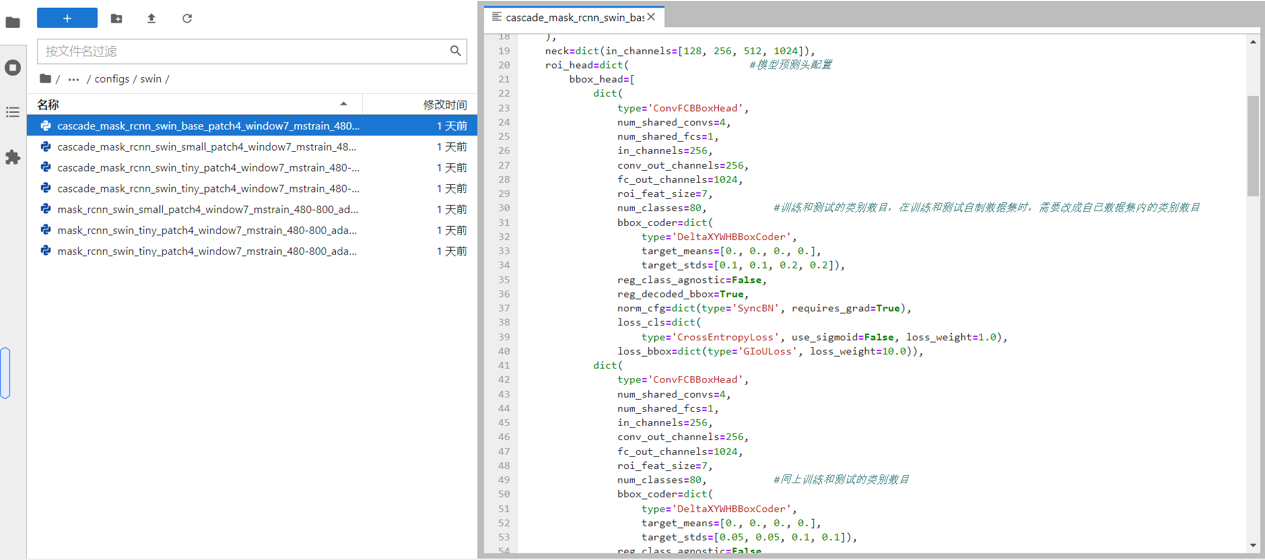 +
按文件名过滤
/ ··· / configs / swin /
名称 修改时间
cascade_mask_rcnn_swin_base_patch4_window7_mstrain_480... 1 天前
cascade_mask_rcnn_swin_small_patch4_window7_mstrain_48... 1 天前
cascade_mask_rcnn_swin_tiny_patch4_window7_mstrain_480-... 1 天前
cascade_mask_rcnn_swin_tiny_patch4_window7_mstrain_480-... 1 天前
mask_rcnn_swin_small_patch4_window7_mstrain_480-800_ad... 1 天前
mask_rcnn_swin_tiny_patch4_window7_mstrain_480-800_ada... 1 天前
mask_rcnn_swin_tiny_patch4_window7_mstrain_480-800_ada... 1 天前
cascade_mask_rcnn_swin_bas
18 ),
19 neck=dict(in_channels=[128, 256, 512, 1024]),
20 roi_head=dict( #模型预测头配置
21 bbox_head=[
22 dict(
23 type='ConvFCBBoxHead',
24 num_shared_convs=4,
25 num_shared_fcs=1,
26 in_channels=256,
27 conv_out_channels=256,
28 fc_out_channels=1024,
29 roi_feat_size=7,
30 num_classes=80, #训练和测试的类别数目，在训练和测试自制数据集时，需要改成自己数据集内的类别数目
31 bbox_coder=dict(
32 type='DeltaXYWHBBoxCoder',
33 target_means=[0., 0., 0., 0.],
34 target_stds=[0.1, 0.1, 0.2, 0.2]),
35 reg_class_agnostic=False,
36 reg_decoded_bbox=True,
37 norm_cfg=dict(type='SyncBN', requires_grad=True),
38 loss_cls=dict(
39 type='CrossEntropyLoss', use_sigmoid=False, loss_weight=1.0),
40 loss_bbox=dict(type='GIoULoss', loss_weight=10.0)),
41 dict(
42 type='ConvFCBBoxHead',
43 num_shared_convs=4,
44 num_shared_fcs=1,
45 in_channels=256,
46 conv_out_channels=256,
47 fc_out_channels=1024,
48 roi_feat_size=7,
49 num_classes=80, #同上训练和测试的类别数目
50 bbox_coder=dict(
51 type='DeltaXYWHBBoxCoder',
52 target_means=[0., 0., 0., 0.],
53 target_stds=[0.05, 0.05, 0.1, 0.1]),
54 reg_class_agnostic=False,